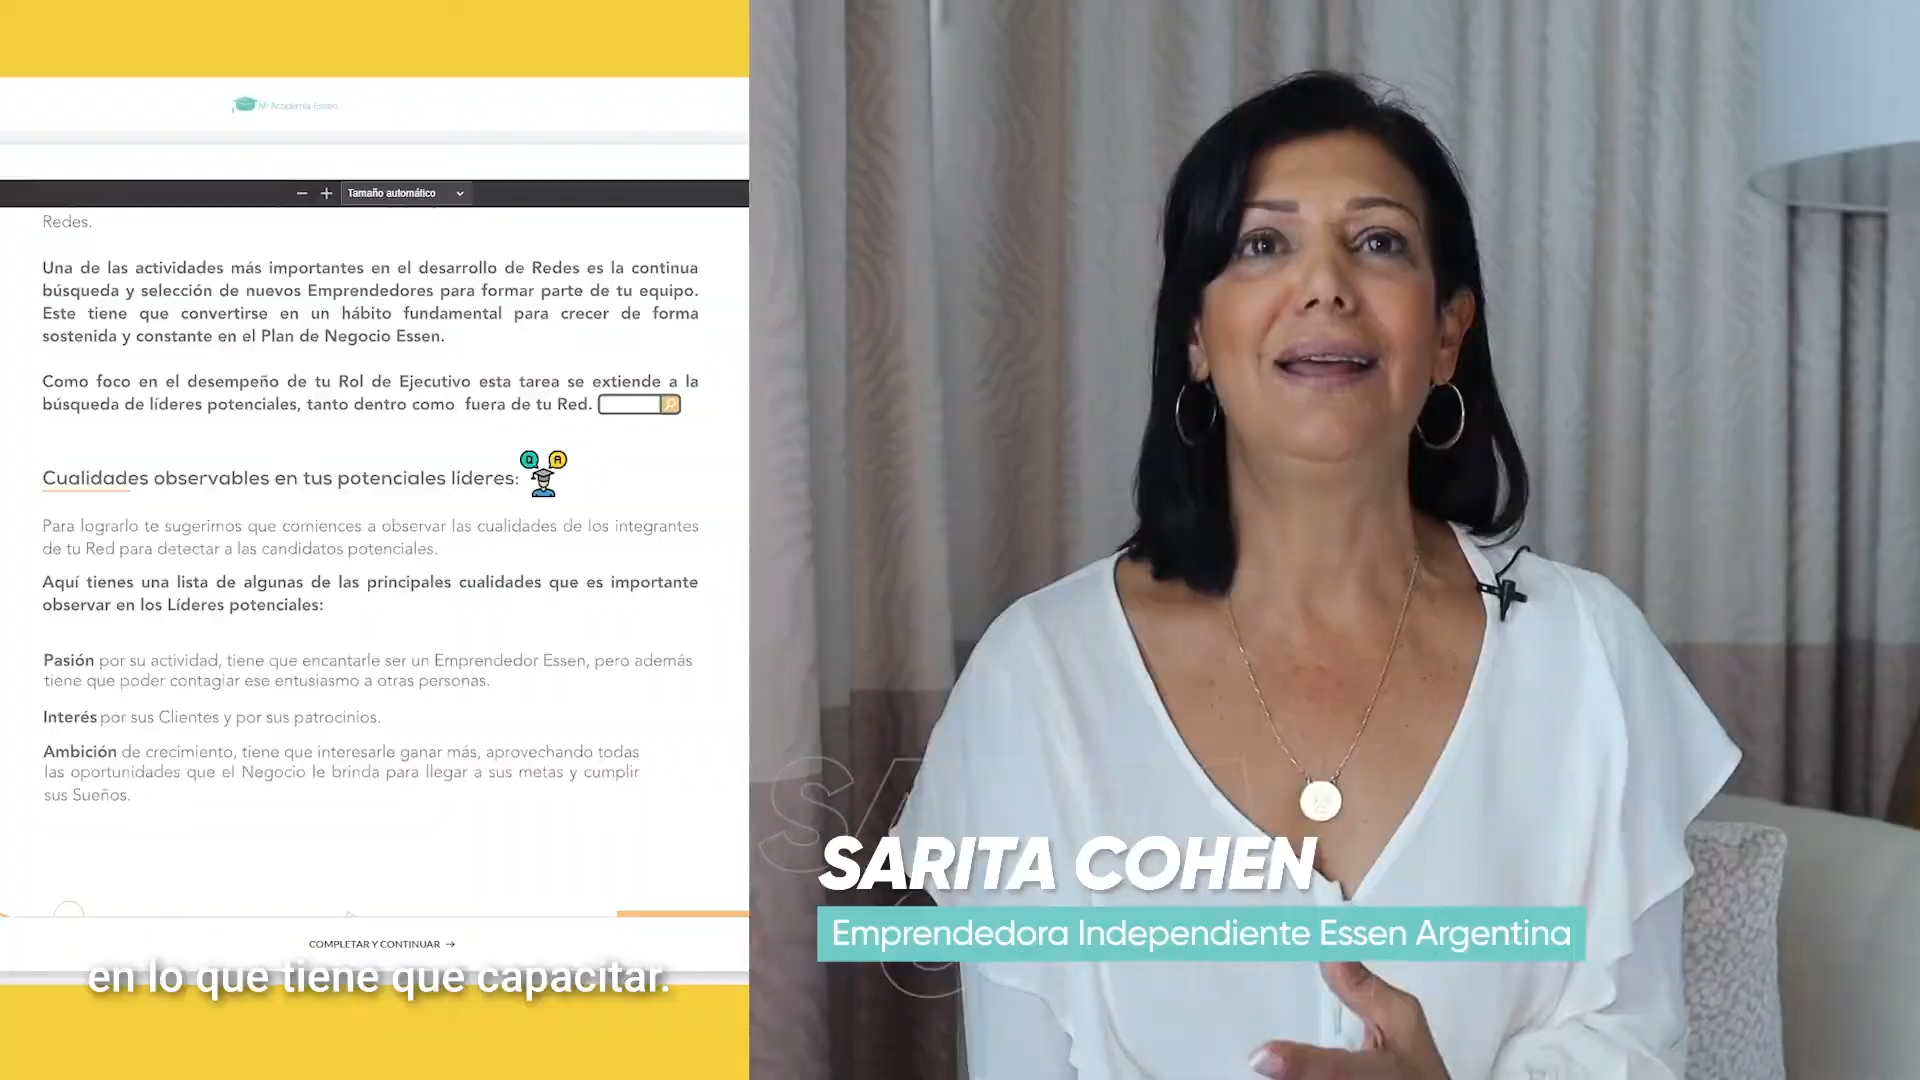 Mi Academia Essen
Tamaño automático
Redes.
Una de las actividades más importantes en el desarrollo de Redes es la continua
búsqueda y selección de nuevos Emprendedores para formar parte de tu equipo.
Este tiene que convertirse en un hábito fundamental para crecer de forma
sostenida y constante en el Plan de Negocio Essen.
Como foco en el desempeño de tu Rol de Ejecutivo esta tarea se extiende a la
búsqueda de líderes potenciales, tanto dentro como fuera de tu Red.
Q A
Cualidades observables en tus potenciales líderes:
Para lograrlo te sugerimos que comiences a observar las cualidades de los integrantes
de tu Red para detectar a las candidatos potenciales.
Aquí tienes una lista de algunas de las principales cualidades que es importante
observar en los Líderes potenciales:
Pasión por su actividad, tiene que encantarle ser un Emprendedor Essen, pero además
tiene que poder contagiar ese entusiasmo a otras personas.
Interés por sus Clientes y por sus patrocinios.
Ambición de crecimiento, tiene que interesarle ganar más, aprovechando todas
las oportunidades que el Negocio le brinda para llegar a sus metas y cumplir
sus Sueños.
COMPLETAR Y CONTINUAR →
en lo que tiene que capacitar.
SARITA COHEN
Emprendedora Independiente Essen Argentina